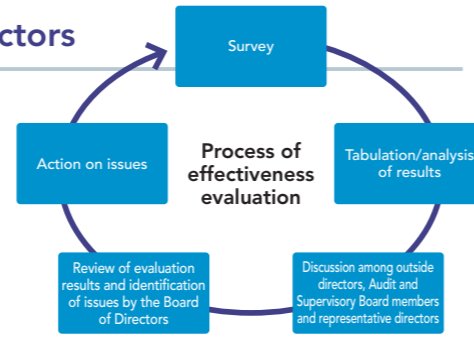 ctors
Survey
Process of
effectiveness
evaluation
Tabulation/analysis
of results
Discussion among outside
directors, Audit and
Supervisory Board members
and representative directors
Review of evaluation
results and identification
of issues by the Board
of Directors
Action on issues